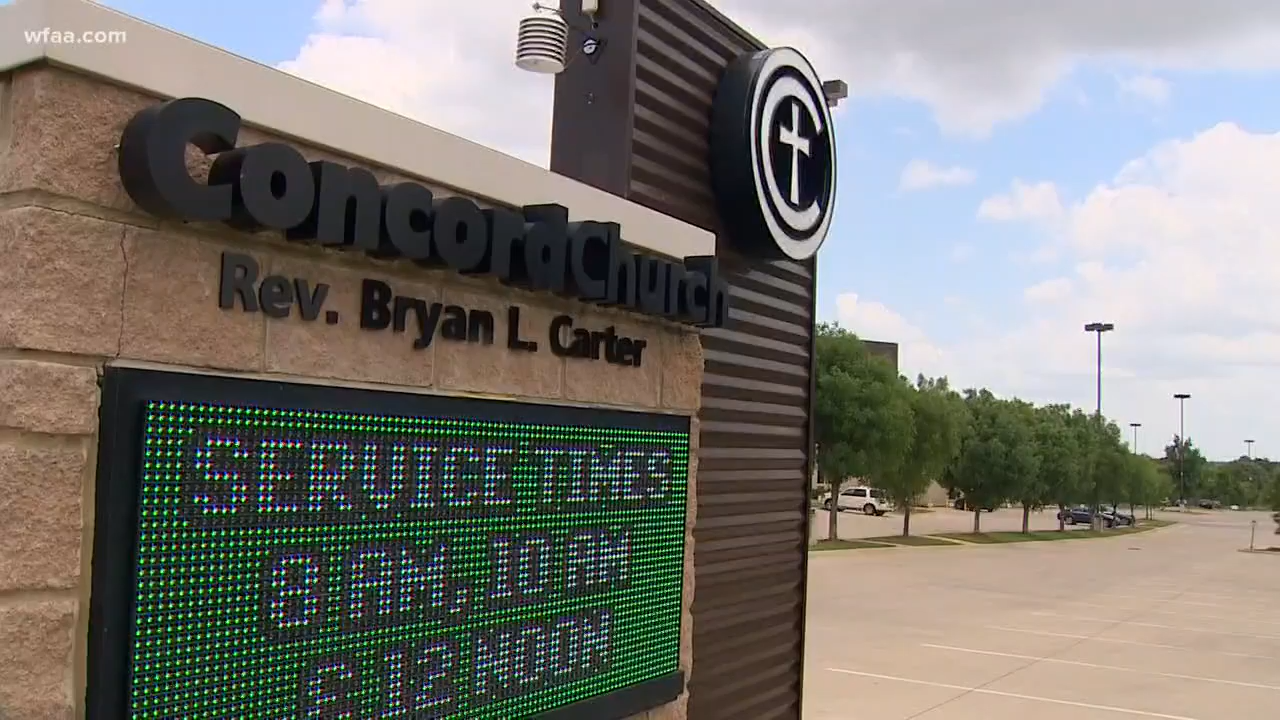 wfaa.com
ConcordChurch
Rev. Bryan L. Carter
SERVICE TIMES
8 AM, 10 AM
& 12 NOON